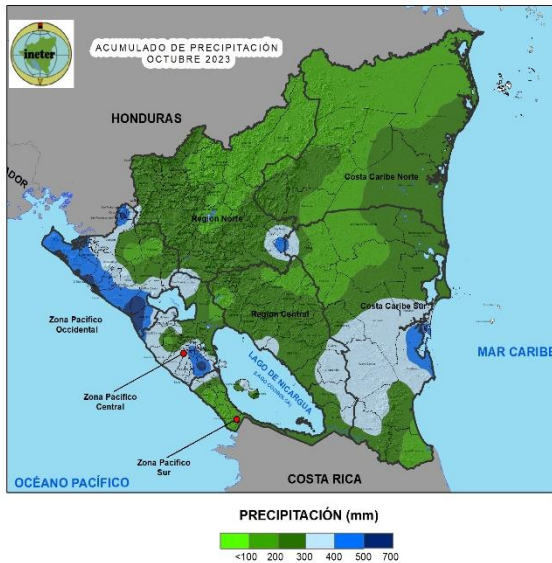 ineter
ACUMULADO DE PRECIPITACIÓN
OCTUBRE 2023
HONDURAS
ADOR
Costa Caribe Norte
Región Norte
Zona Pacífico
Occidental
Región Central
Costa Caribe Sur
MAR CARIBE
Zona Pacífico
Central
LAGO DE NICARAGUA
Zona Pacífico
Sur
OCÉANO PACÍFICO
COSTA RICA
PRECIPITACIÓN (mm)
<100 200 300 400 500 700